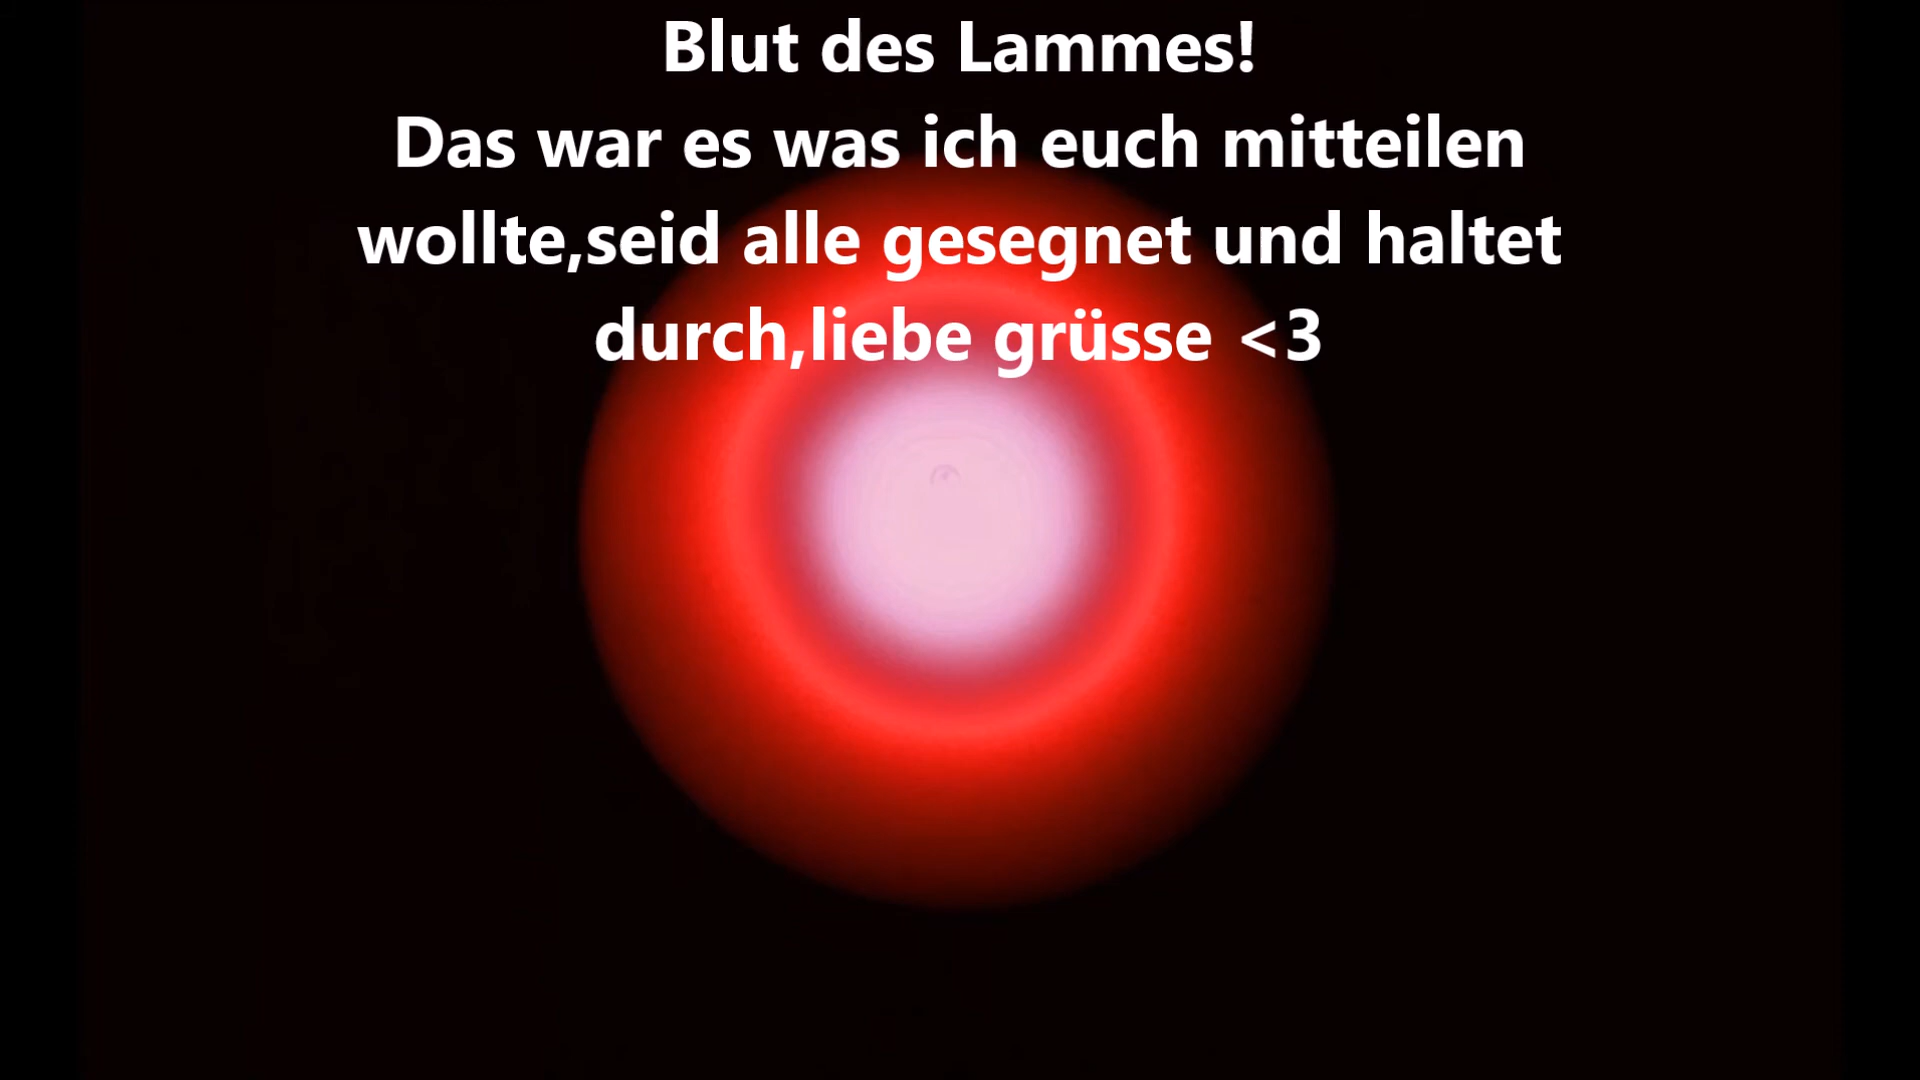 Blut des Lammes!
Das war es was ich euch mitteilen
wollte,seid alle gesegnet und haltet
durch,liebe grüsse <3